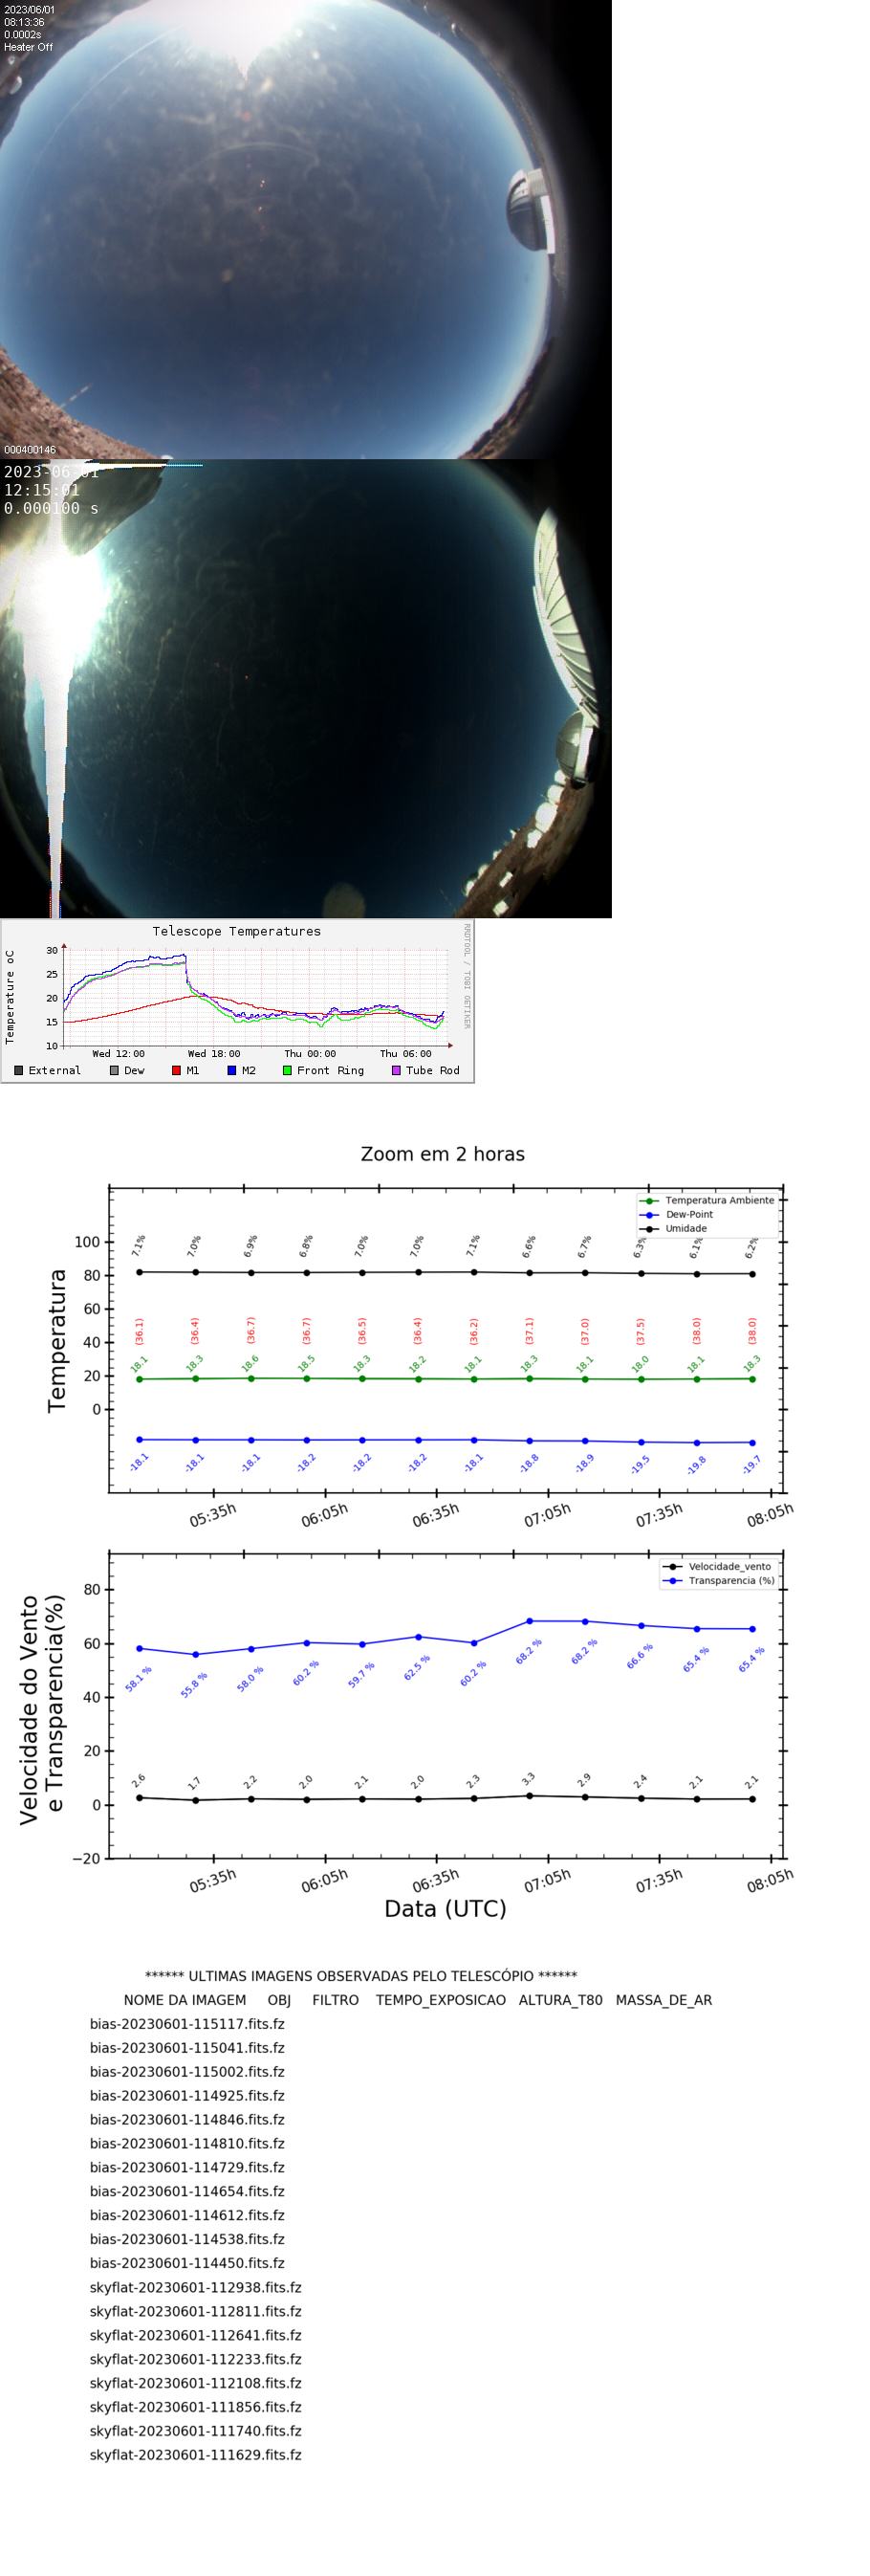 2023/06/01
08:13:36
0.0002s
Heater Off
000400146
2023-06-01
12:15:01
0.000100 s
Telescope Temperatures
RRDTOOL / TOBI OETIKER
Temperature oC
30
25
20
15
10
Wed 12:00 Wed 18:00 Thu 00:00 Thu 06:00
External Dew M1 M2 Front Ring Tube Rod
Zoom em 2 horas
Temperatura Ambiente
Dew-Point
Umidade
Temperatura
100
80
60
40
20
0
7.1% 7.0% 6.9% 6.8% 7.0% 7.0% 7.1% 6.6% 6.7% 6.3% 6.1% 6.2%
(36.1) (36.4) (36.7) (36.7) (36.5) (36.4) (36.2) (37.1) (37.0) (37.5) (38.0) (38.0)
18.1 18.3 18.6 18.5 18.3 18.2 18.1 18.3 18.1 18.0 18.1 18.3
-18.1 -18.1 -18.1 -18.2 -18.2 -18.2 -18.1 -18.8 -18.9 -19.5 -19.8 -19.7
05:35h 06:05h 06:35h 07:05h 07:35h 08:05h
Velocidade_vento
Transparencia (%)
Velocidade do Vento
e Transparencia(%)
80
60
40
20
0
−20
58.1 % 55.8 % 58.0 % 60.2 % 59.7 % 62.5 % 60.2 % 68.2 % 68.2 % 66.6 % 65.4 % 65.4 %
2.6 1.7 2.2 2.0 2.1 2.0 2.3 3.3 2.9 2.4 2.1 2.1
05:35h 06:05h 06:35h 07:05h 07:35h 08:05h
Data (UTC)
****** ULTIMAS IMAGENS OBSERVADAS PELO TELESCÓPIO ******
NOME DA IMAGEM OBJ FILTRO TEMPO_EXPOSICAO ALTURA_T80 MASSA_DE_AR
bias-20230601-115117.fits.fz
bias-20230601-115041.fits.fz
bias-20230601-115002.fits.fz
bias-20230601-114925.fits.fz
bias-20230601-114846.fits.fz
bias-20230601-114810.fits.fz
bias-20230601-114729.fits.fz
bias-20230601-114654.fits.fz
bias-20230601-114612.fits.fz
bias-20230601-114538.fits.fz
bias-20230601-114450.fits.fz
skyflat-20230601-112938.fits.fz
skyflat-20230601-112811.fits.fz
skyflat-20230601-112641.fits.fz
skyflat-20230601-112233.fits.fz
skyflat-20230601-112108.fits.fz
skyflat-20230601-111856.fits.fz
skyflat-20230601-111740.fits.fz
skyflat-20230601-111629.fits.fz